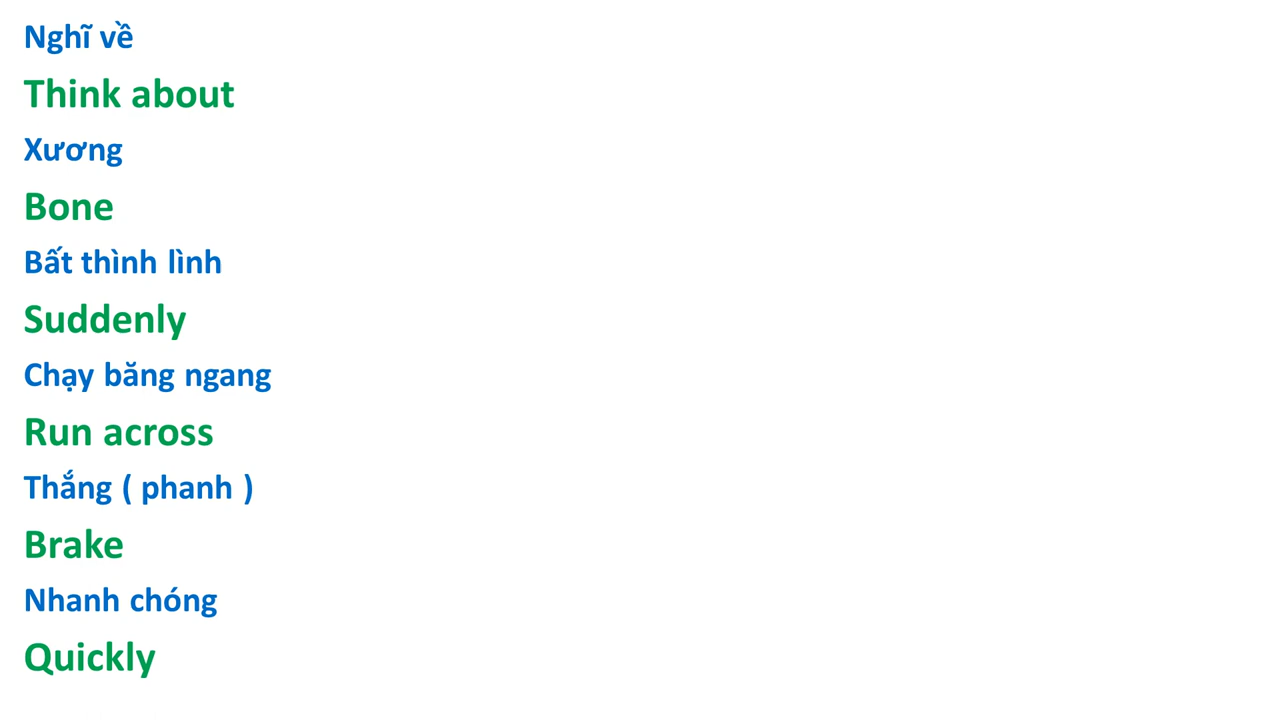 Nghĩ về
Think about
Xương
Bone
Bất thình lình
Suddenly
Chạy băng ngang
Run across
Thắng ( phanh )
Brake
Nhanh chóng
Quickly